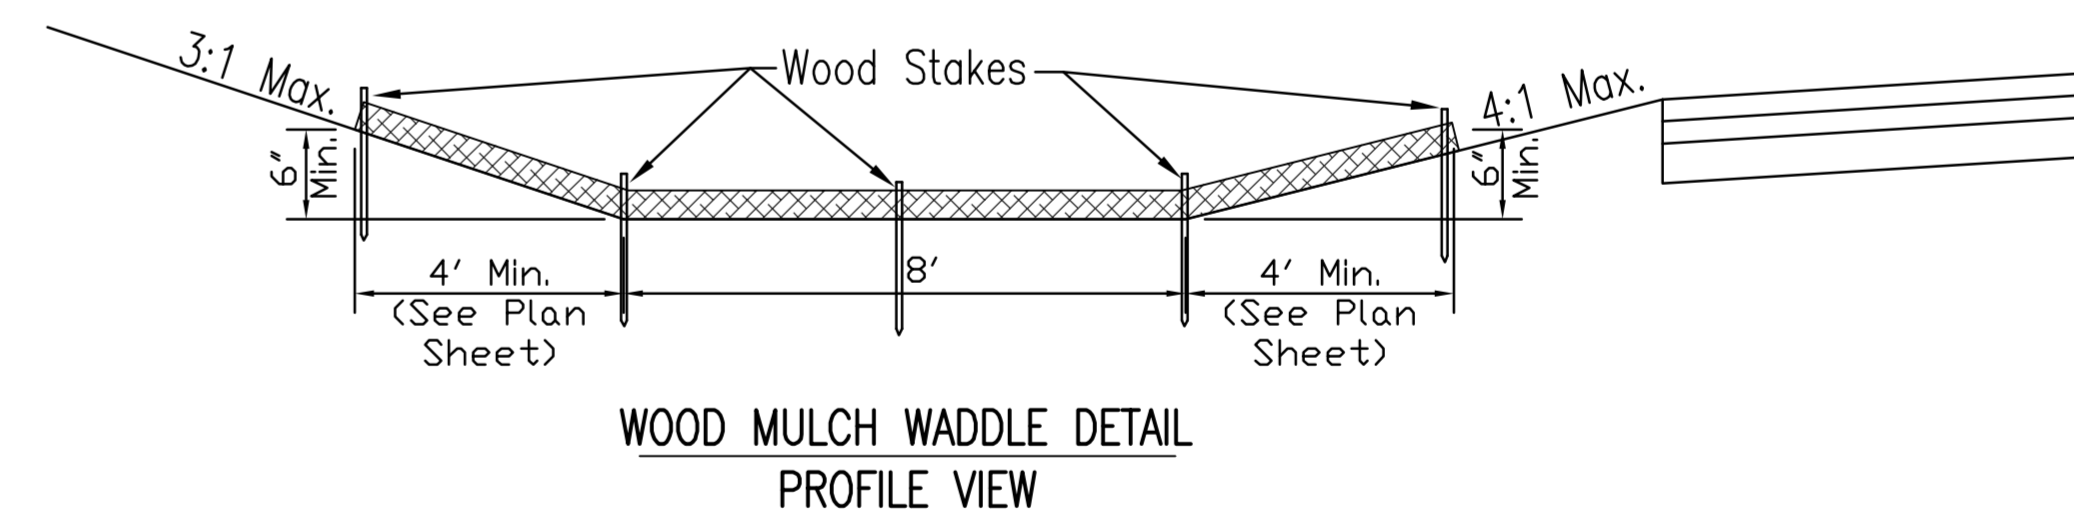 3:1 Max.
Wood Stakes
4:1 Max.
6"
Min.
6"
Min.
4' Min.
(See Plan
Sheet)
8'
4' Min.
(See Plan
Sheet)
WOOD MULCH WADDLE DETAIL
PROFILE VIEW